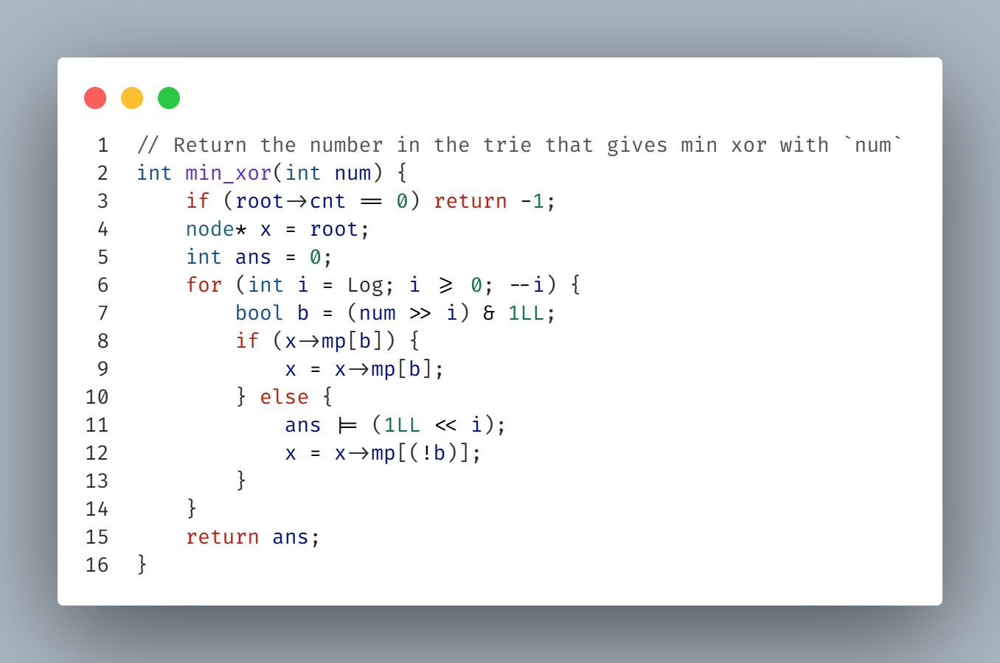 1 // Return the number in the trie that gives min xor with `num`
2 int min_xor(int num) {
3     if (root->cnt == 0) return -1;
4     node* x = root;
5     int ans = 0;
6     for (int i = Log; i >= 0; --i) {
7         bool b = (num >> i) & 1LL;
8         if (x->mp[b]) {
9             x = x->mp[b];
10         } else {
11             ans |= (1LL << i);
12             x = x->mp[(!b)];
13         }
14     }
15     return ans;
16 }